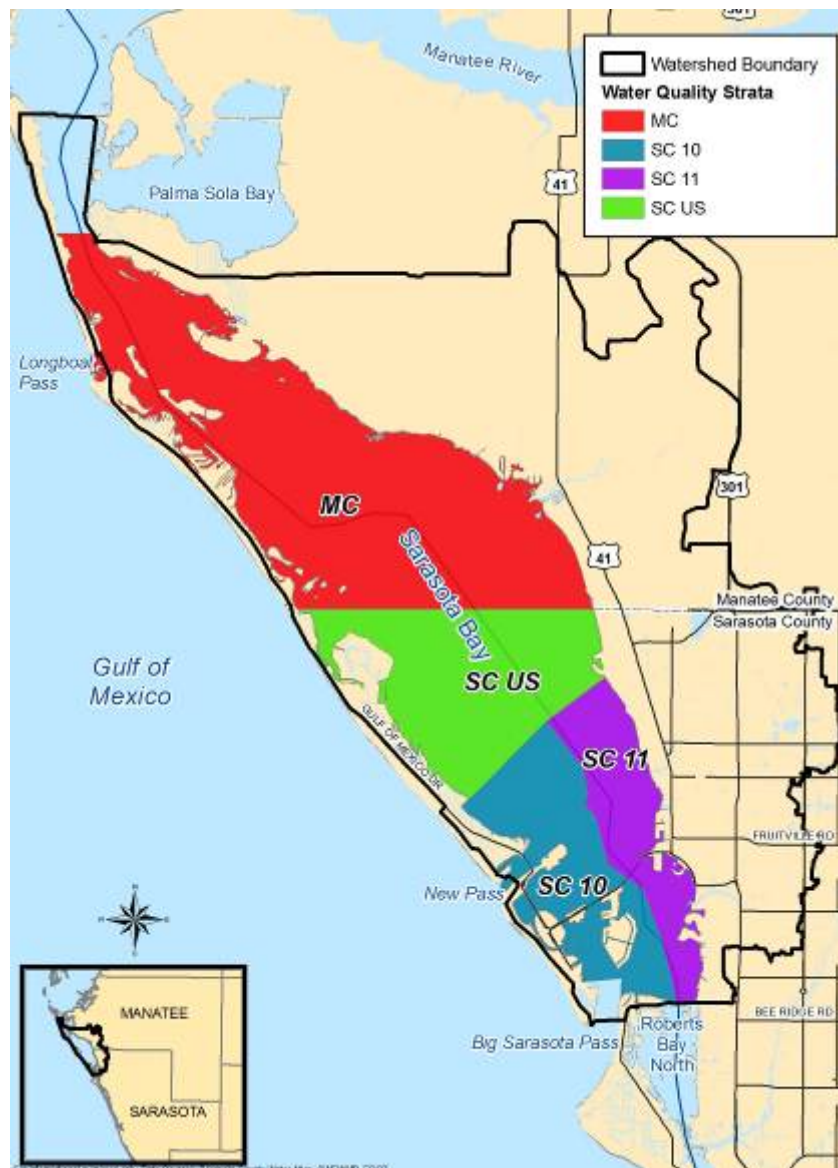 301
Manatee River
Watershed Boundary
Water Quality Strata
MC
SC 10
SC 11
SC US
41
Palma Sola Bay
Longboat
Pass
MC
301
41
Sarasota Bay
Manatee County
Sarasota County
Gulf of
Mexico
SC US
GULF OF MEXICO DR
SC 11
FRUITVILLE RD
SC 10
New Pass
MANATEE
SARASOTA
BEE RIDGE RD
Big Sarasota Pass
Roberts
Bay
North